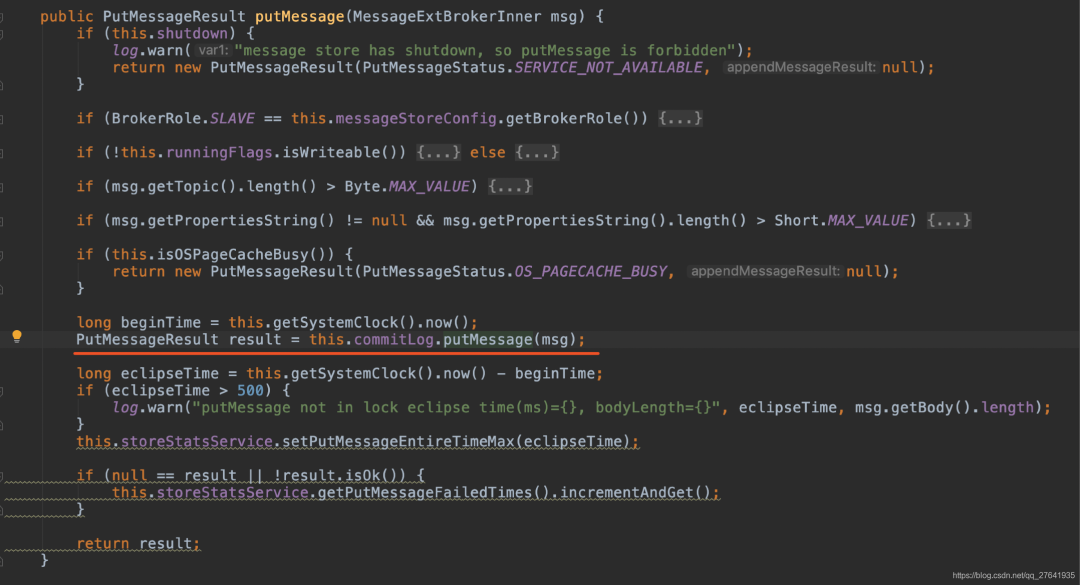 public PutMessageResult putMessage(MessageExtBrokerInner msg) {
if (this.shutdown) {
log.warn( var1: "message store has shutdown, so putMessage is forbidden");
return new PutMessageResult(PutMessageStatus.SERVICE_NOT_AVAILABLE, appendMessageResult: null);
}
if (BrokerRole.SLAVE == this.messageStoreConfig.getBrokerRole()) {...}
if (!this.runningFlags.isWriteable()) {...} else {...}
if (msg.getTopic().length() > Byte.MAX_VALUE) {...}
if (msg.getPropertiesString() != null && msg.getPropertiesString().length() > Short.MAX_VALUE) {...}
if (this.isOSPageCacheBusy()) {
return new PutMessageResult(PutMessageStatus.OS_PAGECACHE_BUSY, appendMessageResult: null);
}
long beginTime = this.getSystemClock().now();
PutMessageResult result = this.commitLog.putMessage(msg);
long eclipseTime = this.getSystemClock().now() - beginTime;
if (eclipseTime > 500) {
log.warn("putMessage not in lock eclipse time(ms)={}, bodyLength={}", eclipseTime, msg.getBody().length);
}
this.storeStatsService.setPutMessageEntireTimeMax(eclipseTime);
if (null == result || !result.isOk()) {
this.storeStatsService.getPutMessageFailedTimes().incrementAndGet();
}
return result;
}
https://blog.csdn.net/qq_27641935